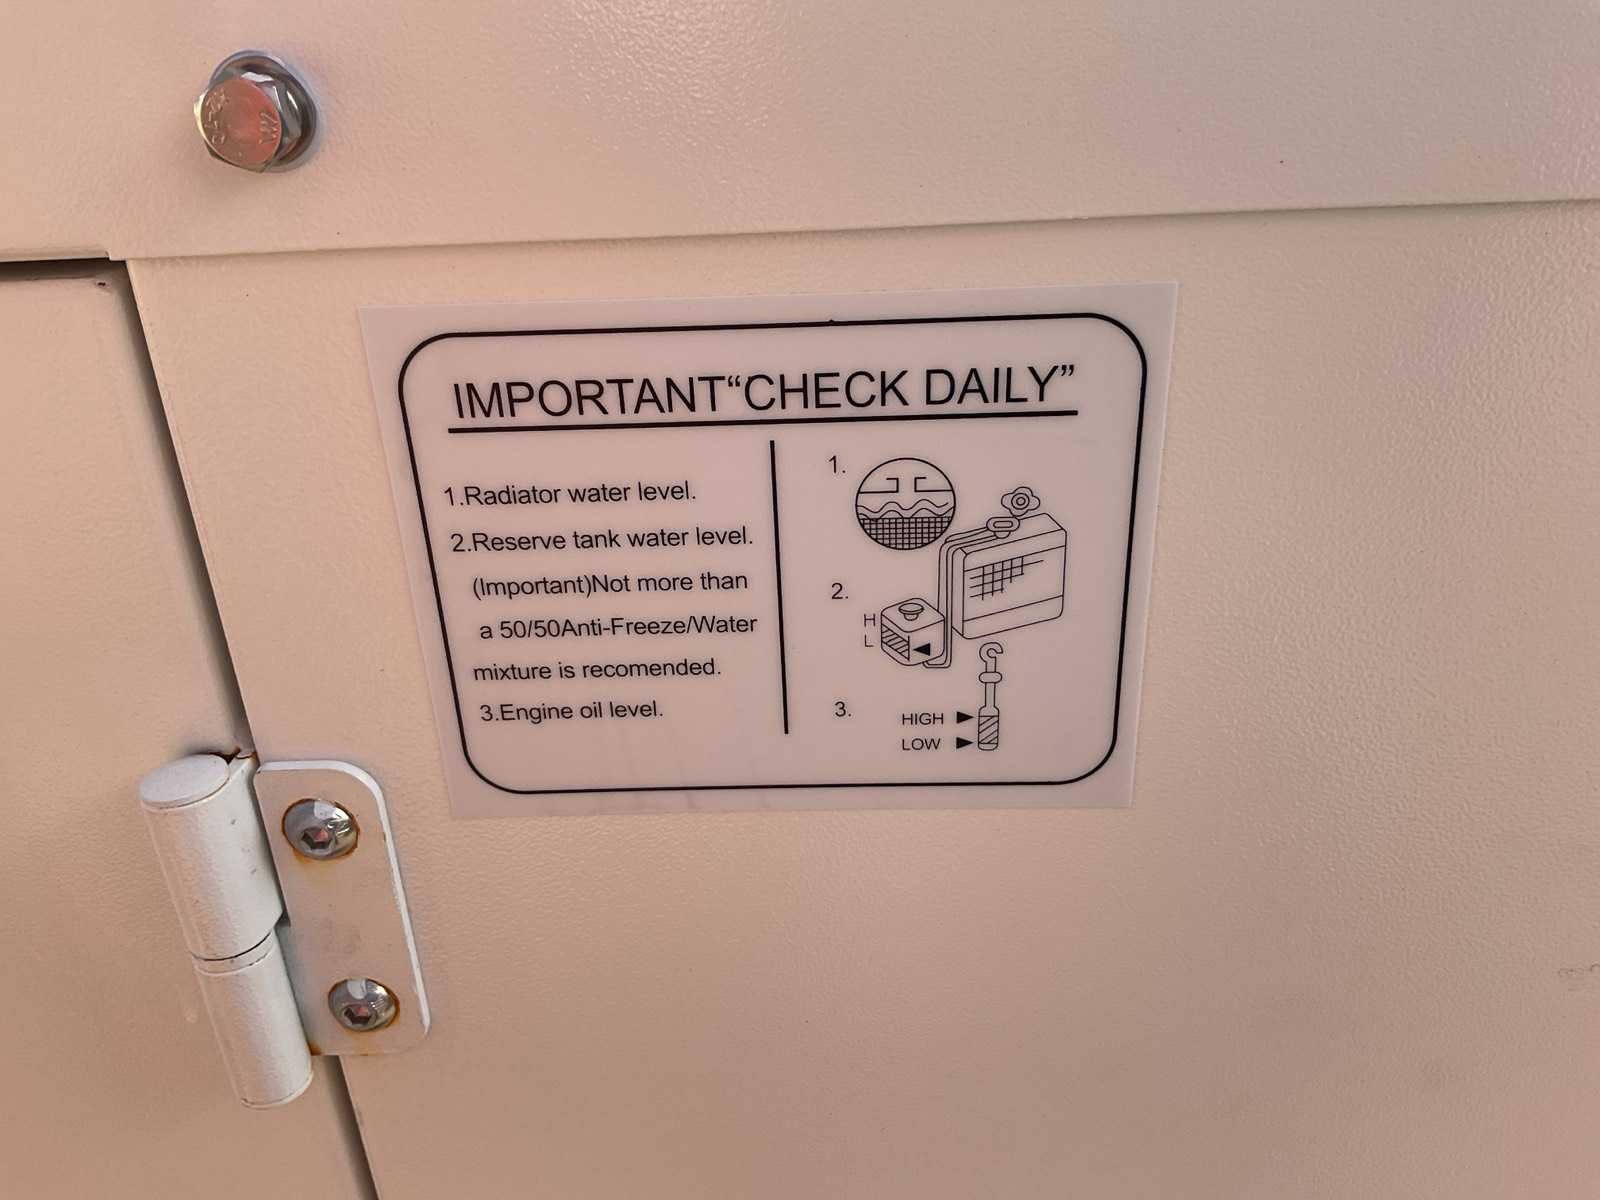 IMPORTANT“CHECK DAILY”
1.Radiator water level.
2.Reserve tank water level.
(Important)Not more than
a 50/50Anti-Freeze/Water
mixture is recomended.
3.Engine oil level.
1.
2.
H
L
3.
HIGH
LOW